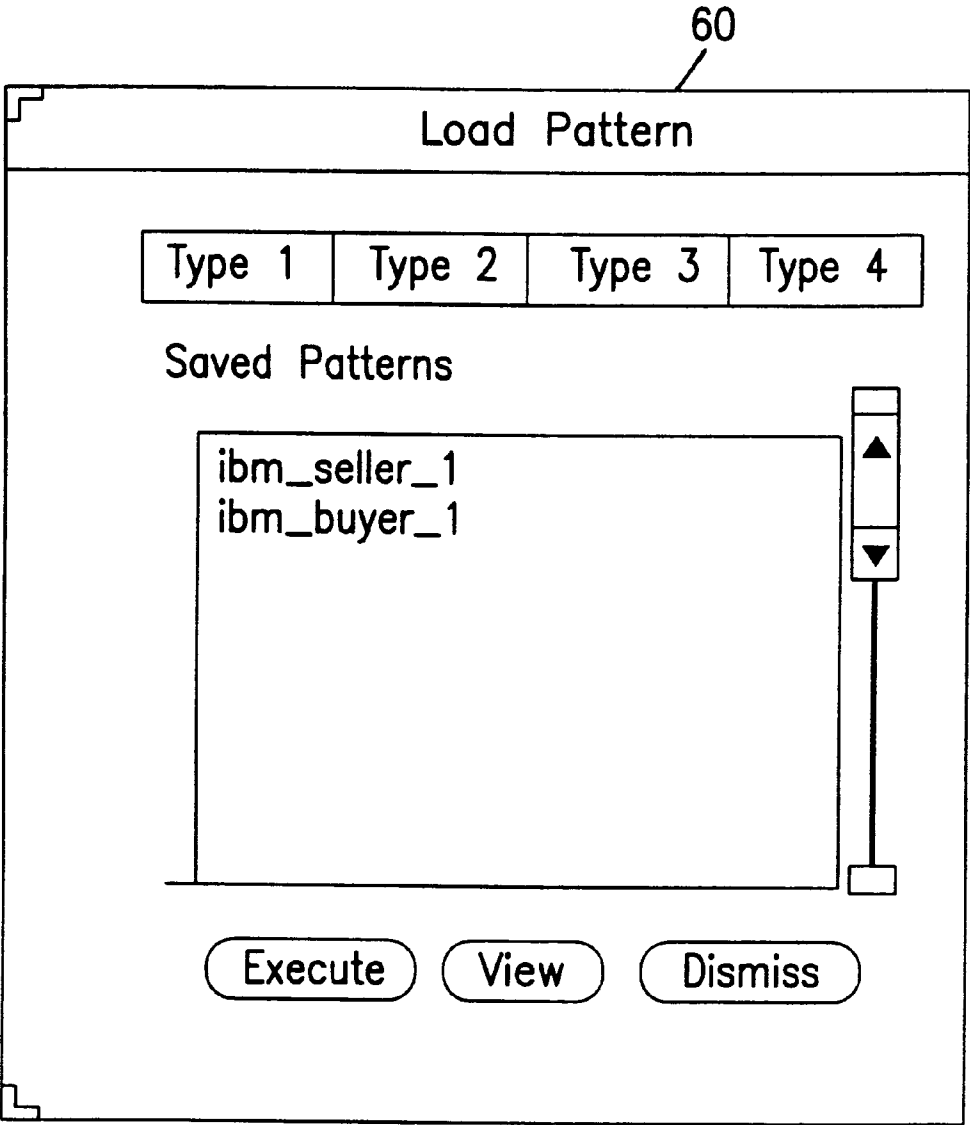 60
Load Pattern
Type 1 Type 2 Type 3 Type 4
Saved Patterns
ibm_seller_1
ibm_buyer_1
Execute View Dismiss